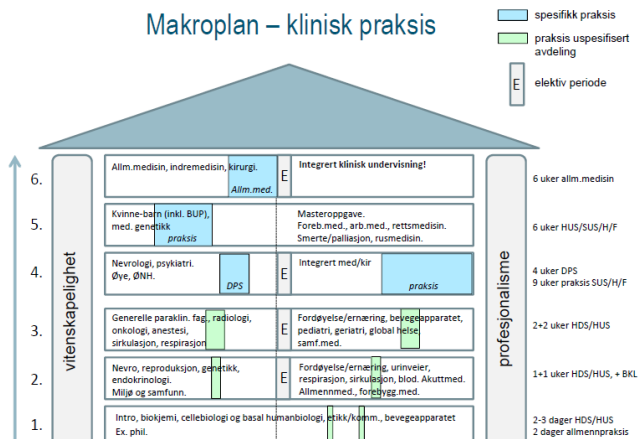 Makroplan – klinisk praksis
spesifikk praksis
praksis uspesifisert
avdeling
E
elektiv periode
vitenskapelighet
profesjonalisme
6.
Allm.medisin, indremedisin, kirurgi.
Allm.med.
E
Integrert klinisk undervisning!
6 uker allm.medisin
5.
Kvinne-barn (inkl. BUP),
med. genetikk
praksis
Masteroppgave.
Foreb.med., arb.med., rettsmedisin.
Smerte/palliasjon, rusmedisin.
6 uker HUS/SUS/H/F
4.
Nevrologi, psykiatri.
Øye, ØNH.
DPS
E
Integrert med/kir
praksis
4 uker DPS
9 uker praksis SUS/H/F
3.
Generelle paraklin. fag, radiologi,
onkologi, anestesi,
sirkulasjon, respirasjon
E
Fordøyelse/ernæring, bevegeapparatet,
pediatri, geriatri, global helse,
samf.med.
2+2 uker HDS/HUS
2.
Nevro, reproduksjon, genetikk,
endokrinologi.
Miljø og samfunn.
E
Fordøyelse/ernæring, urinveier,
respirasjon, sirkulasjon, blod. Akuttmed.
Allmennmed., forebygg.med.
1+1 uker HDS/HUS, + BKL
1.
Intro, biokjemi, cellebiologi og basal humanbiologi, etikk/komm., bevegeapparatet
Ex. phil.
2-3 dager HDS/HUS
2 dager allmennpraksis